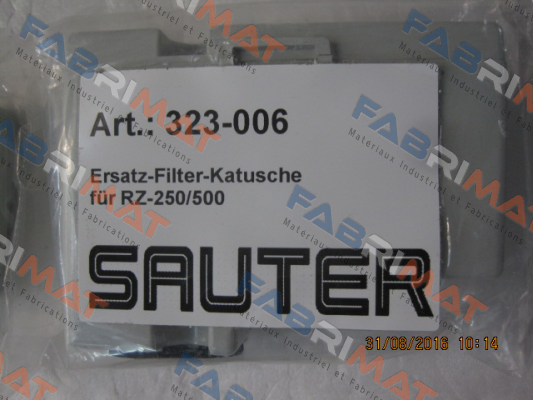 Art.: 323-006
Ersatz-Filter-Katusche
für RZ-250/500
SAUTER
31/08/2016 10:14
FABRIMAT
Materiaux Industriel et Fabrications